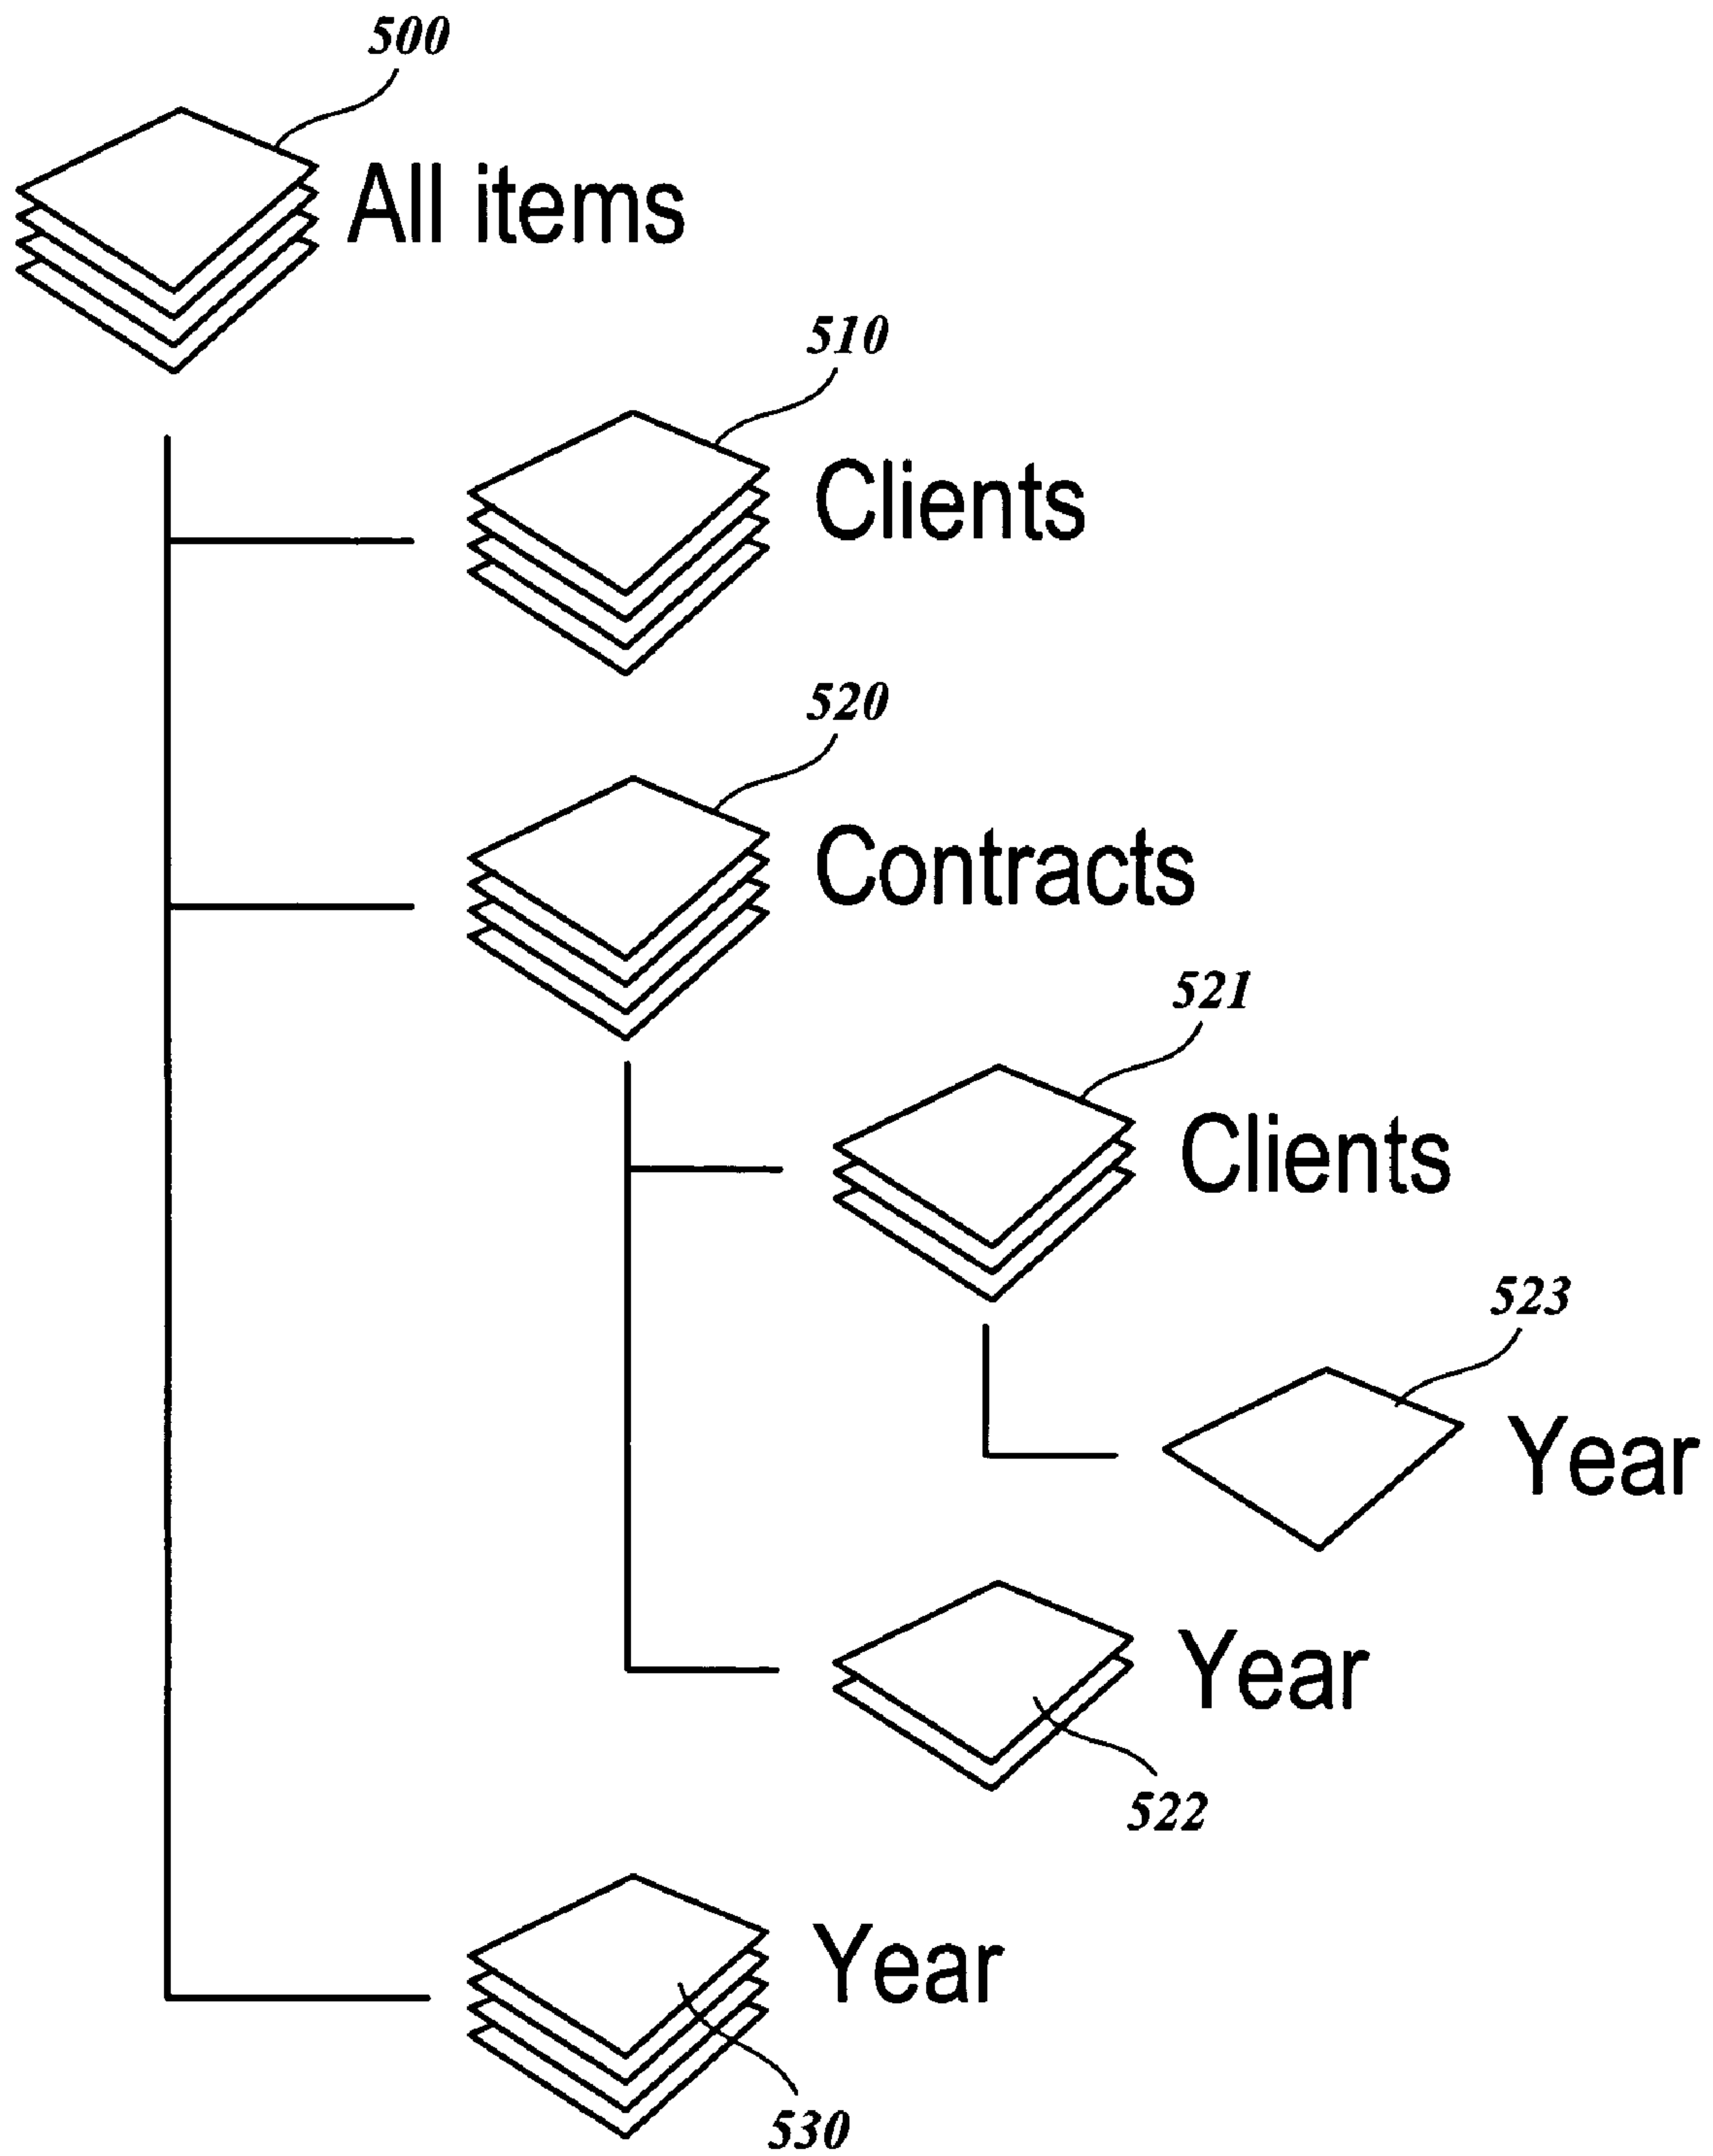 500
All items
510
Clients
520
Contracts
521
Clients
523
Year
Year
522
Year
530